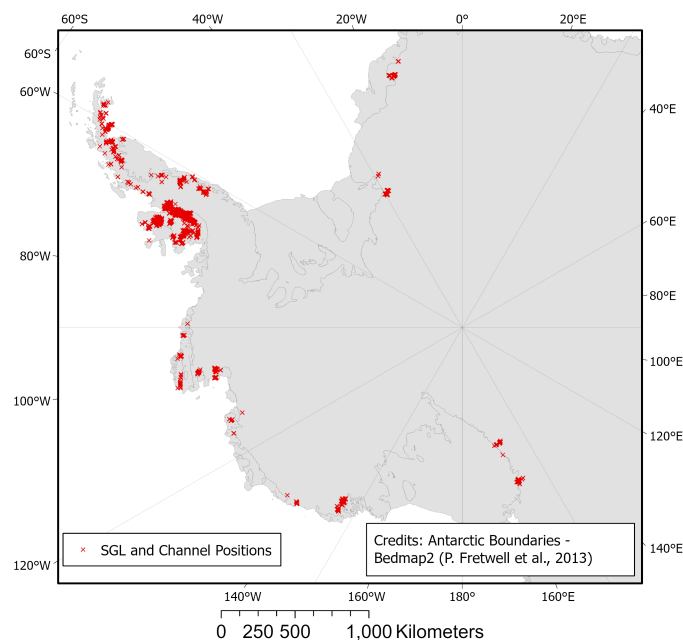 60°S 40°W 20°W 0° 20°E
60°S
60°W
40°E
60°E
80°W
80°E
100°E
100°W
120°E
SGL and Channel Positions
Credits: Antarctic Boundaries -
Bedmap2 (P. Fretwell et al., 2013)
140°E
120°W
140°W 160°W 180° 160°E
0 250 500 1,000 Kilometers